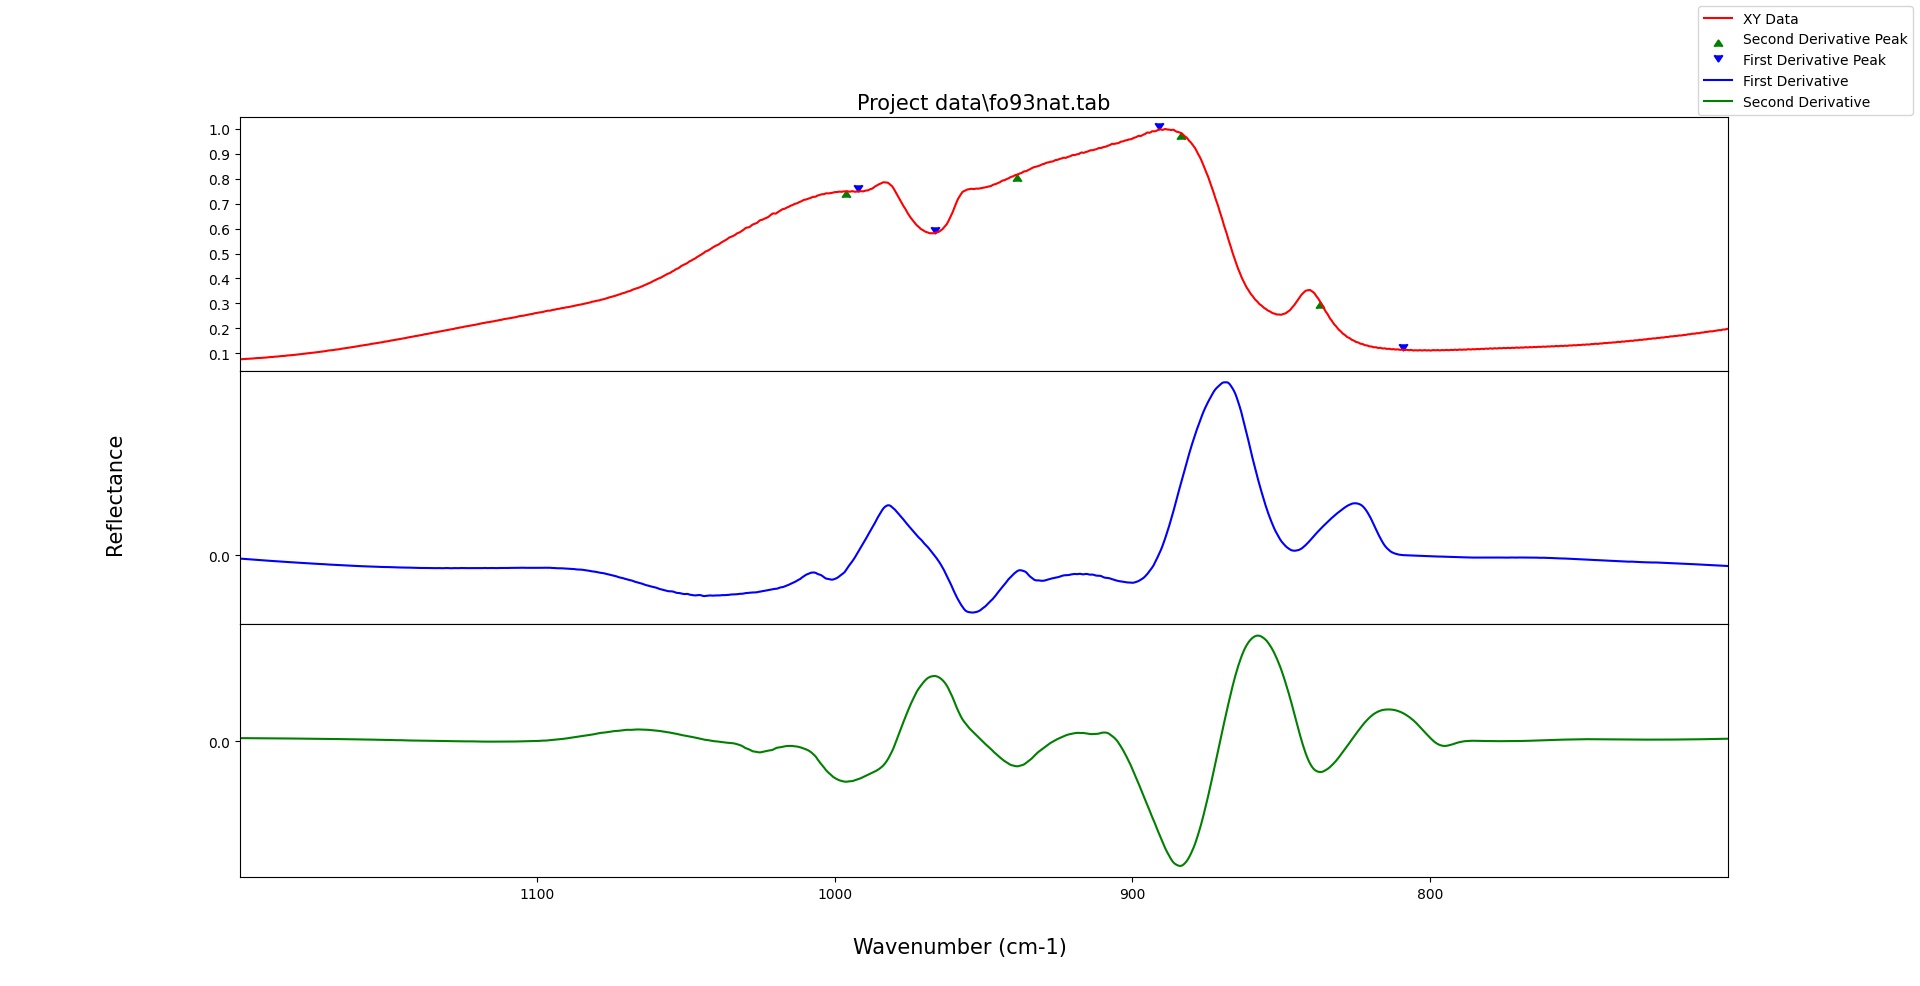 XY Data
Second Derivative Peak
First Derivative Peak
First Derivative
Second Derivative
Project data\fo93nat.tab
1.0
0.9
0.8
0.7
0.6
0.5
0.4
0.3
0.2
0.1
0.0
0.0
Reflectance
1100 1000 900 800
Wavenumber (cm-1)